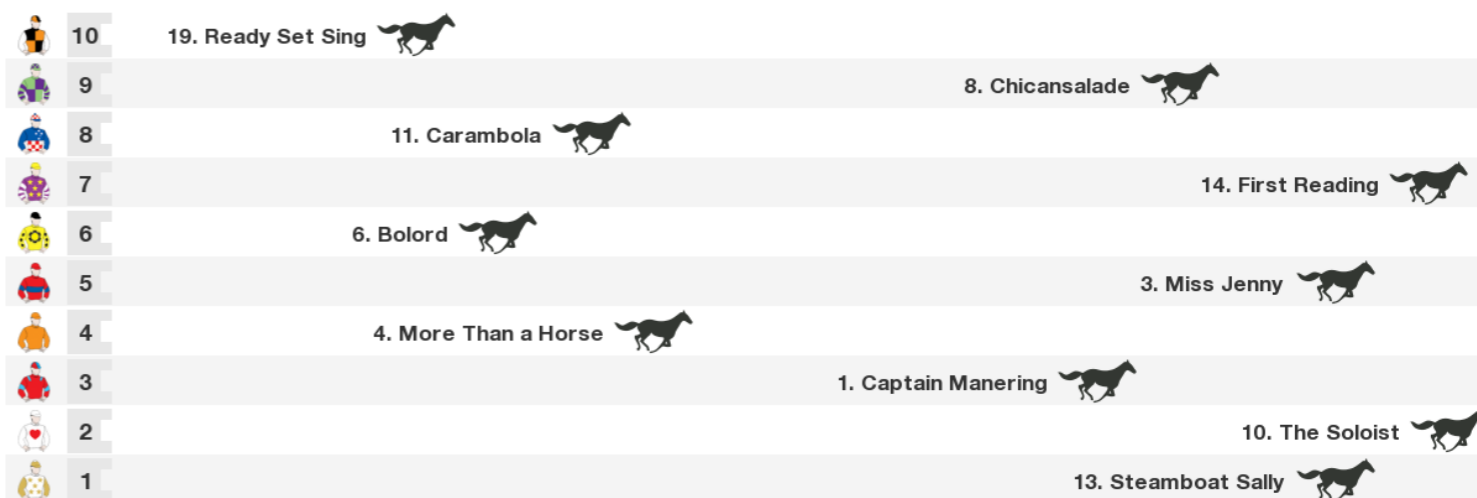 10 19. Ready Set Sing
9 8. Chicansalade
8 11. Carambola
7 14. First Reading
6 6. Bolord
5 3. Miss Jenny
4 4. More Than a Horse
3 1. Captain Manering
2 10. The Soloist
1 13. Steamboat Sally